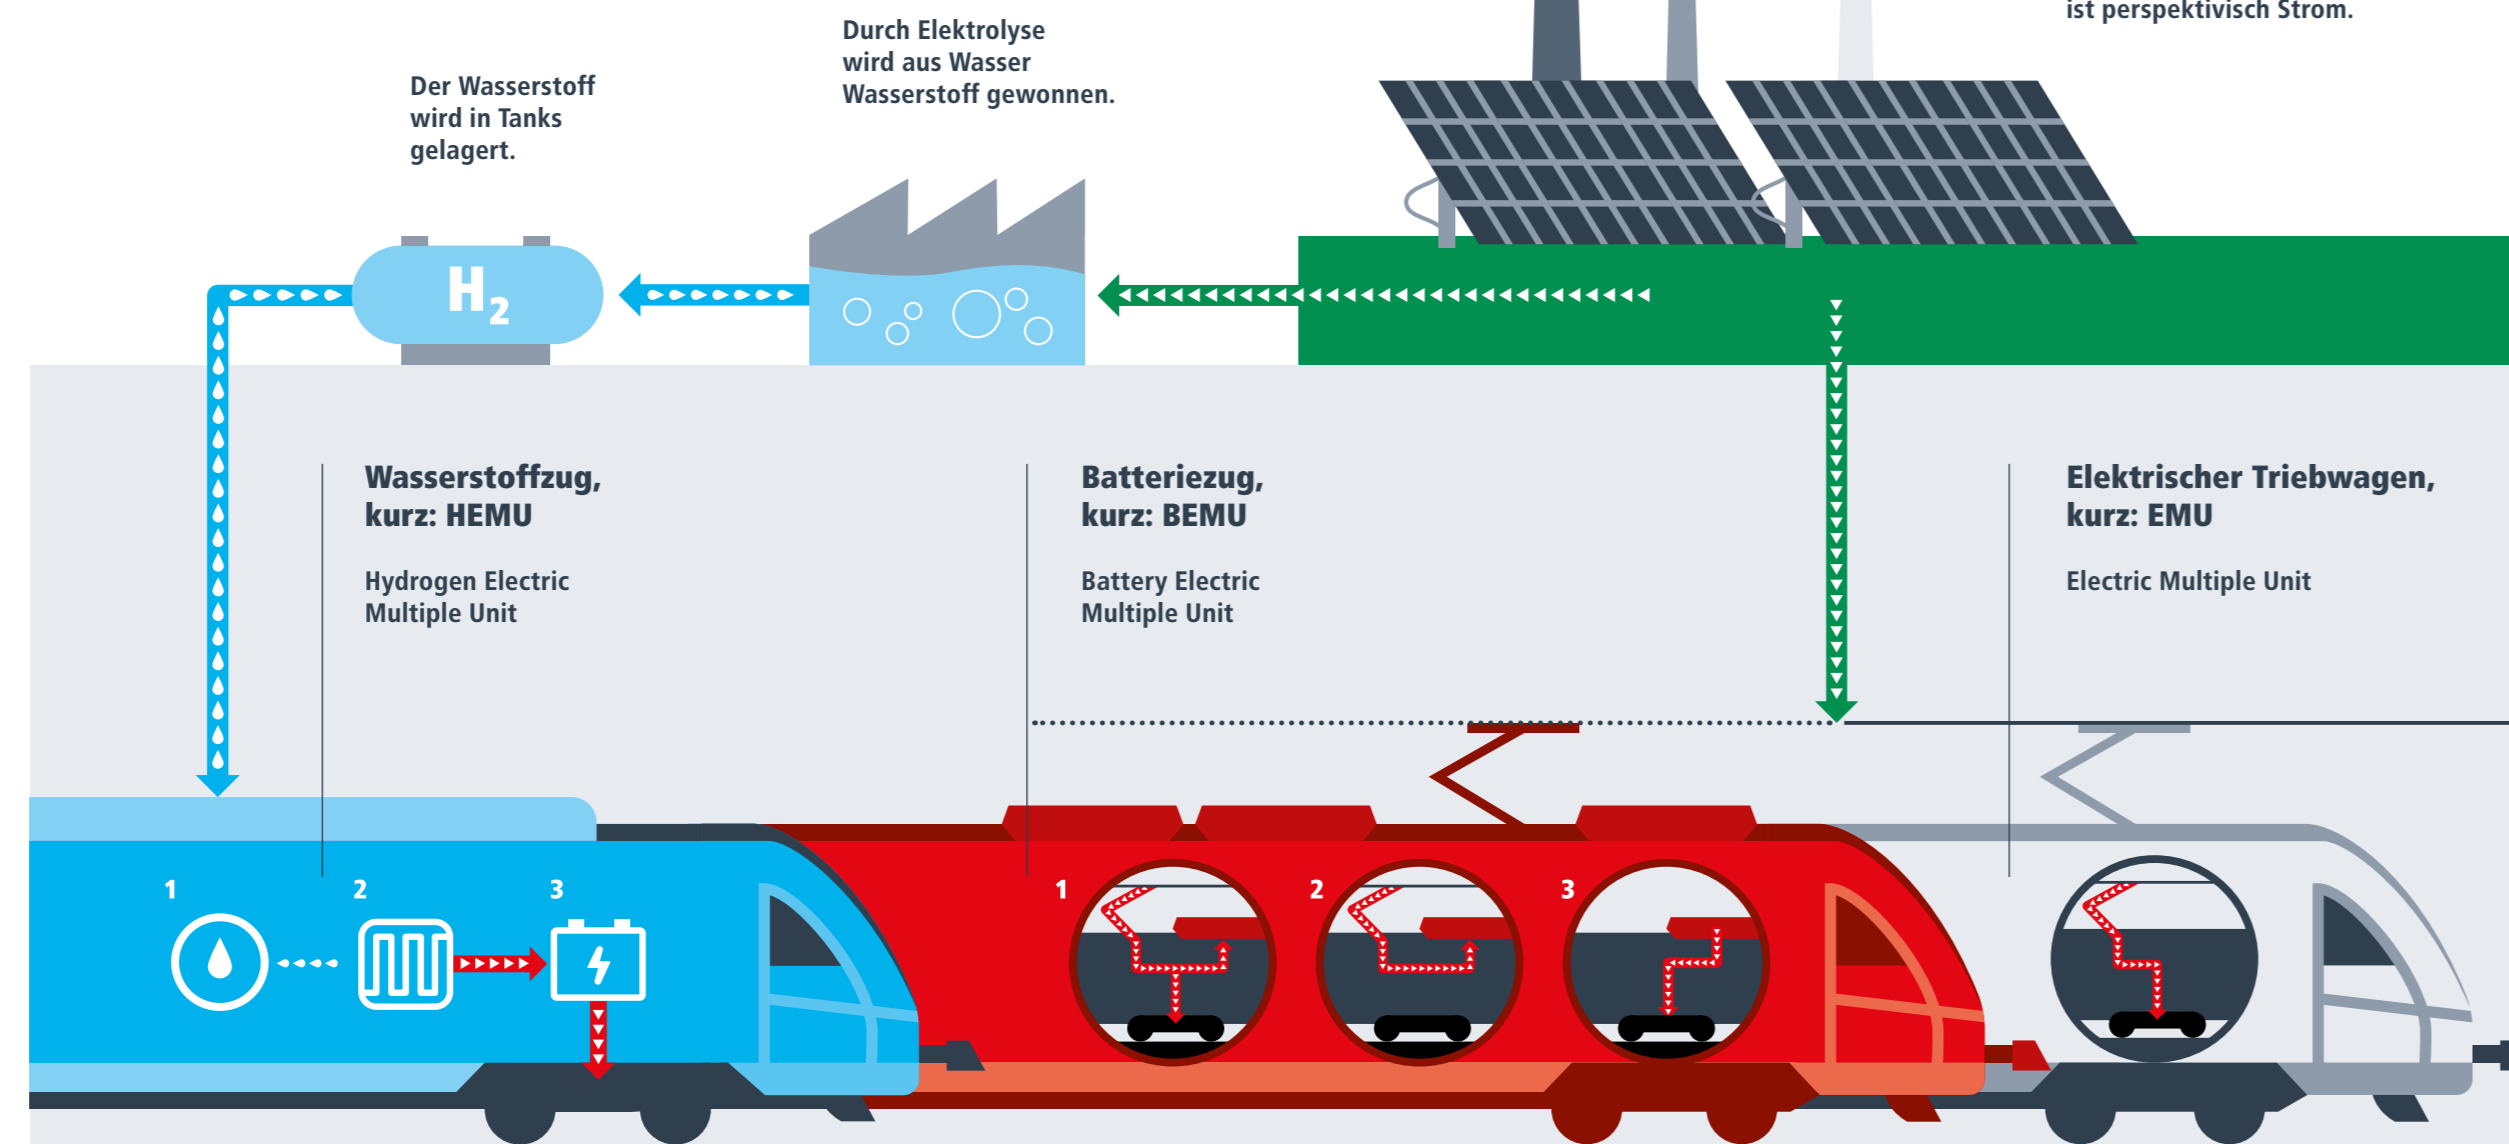 ist perspektivisch Strom.
Durch Elektrolyse
wird aus Wasser
Wasserstoff gewonnen.
Der Wasserstoff
wird in Tanks
gelagert.
H₂
Wasserstoffzug,
kurz: HEMU
Hydrogen Electric
Multiple Unit
Batteriezug,
kurz: BEMU
Battery Electric
Multiple Unit
Elektrischer Triebwagen,
kurz: EMU
Electric Multiple Unit
1
2
3
1
2
3